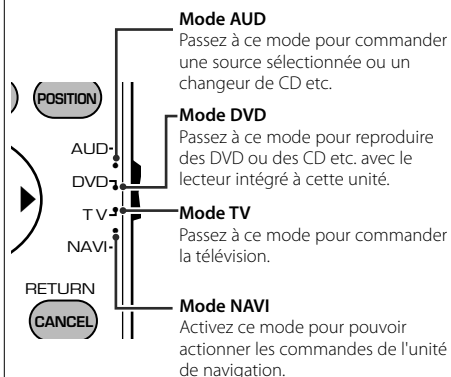 Mode AUD
Passez à ce mode pour commander
une source sélectionnée ou un
changeur de CD etc.
POSITION
Mode DVD
AUD
Passez à ce mode pour reproduire
des DVD ou des CD etc. avec le
DVD
lecteur intégré à cette unité.
TV
Mode TV
Passez à ce mode pour commander
NAVI
la télévision.
RETURN
Mode NAVI
CANCEL
Activez ce mode pour pouvoir
actionner les commandes de l'unité
de navigation.